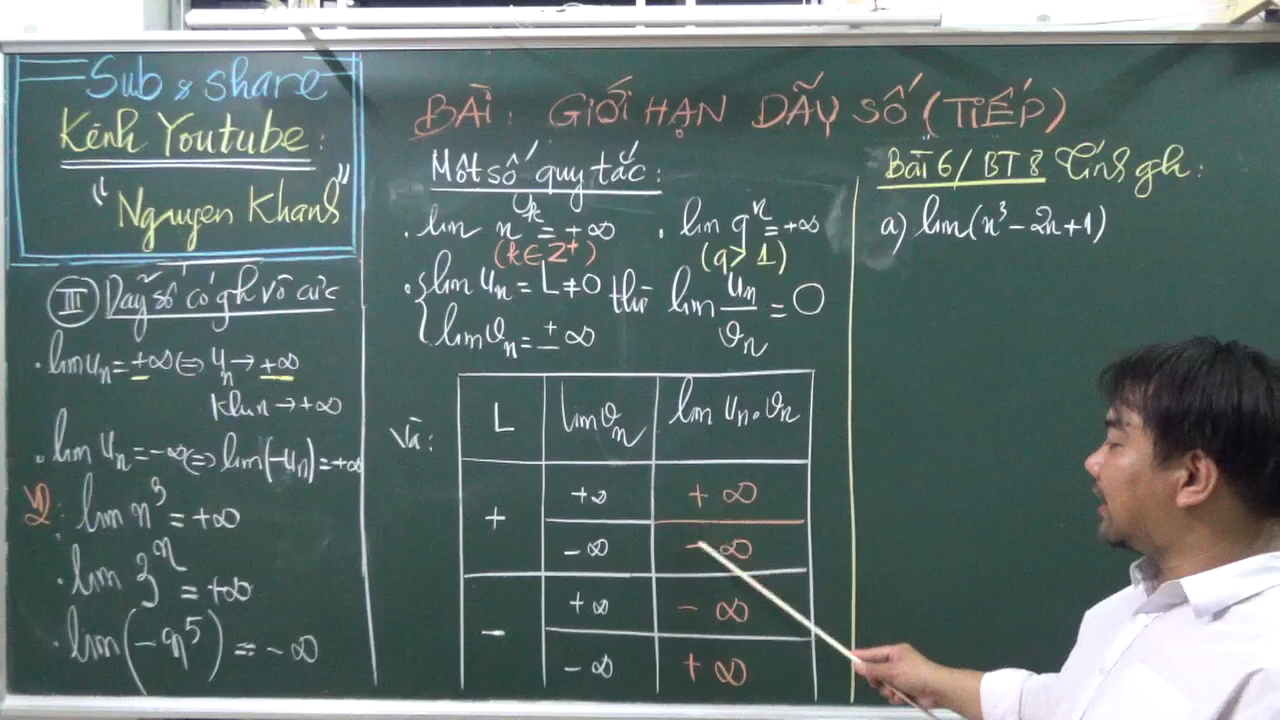 Sub & share
Kênh Youtube:
"Nguyen Khanh"
III Dãy số có gh vô cực
. lim uₙ = +∞ ⇔ uₙ → +∞
khi n → +∞
. lim uₙ = -∞ ⇔ lim(-uₙ) = +∞
VD: lim n³ = +∞
. lim 3ⁿ = +∞
. lim(-n⁵) = -∞
BÀI: GIỚI HẠN DÃY SỐ (TIẾP)
Một số quy tắc:
. lim nᵏ = +∞ . lim qⁿ = +∞
(k∈Z⁺) (q > 1)
. { lim uₙ = L ≠ 0 thì lim uₙ/vₙ = 0
lim vₙ = ±∞
Và:
L lim vₙ lim uₙ.vₙ
+ +∞ +∞
-∞ -∞
- +∞ -∞
-∞ +∞
Bài 6/ BT 8 Tính gh:
a) lim(n³ - 2n + 1)